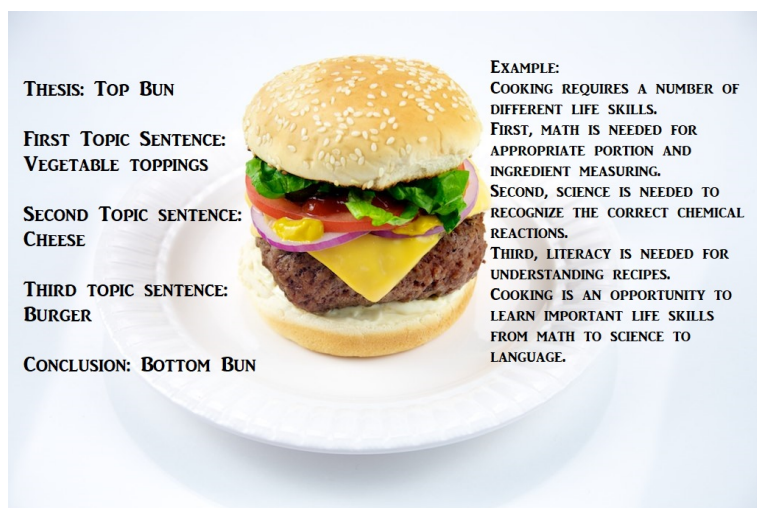 Thesis: Top Bun
First Topic Sentence:
Vegetable toppings
Second Topic sentence:
Cheese
Third topic sentence:
Burger
Conclusion: Bottom Bun
Example:
Cooking requires a number of
different life skills.
First, math is needed for
appropriate portion and
ingredient measuring.
Second, science is needed to
recognize the correct chemical
reactions.
Third, literacy is needed for
understanding recipes.
Cooking is an opportunity to
learn important life skills
from math to science to
language.